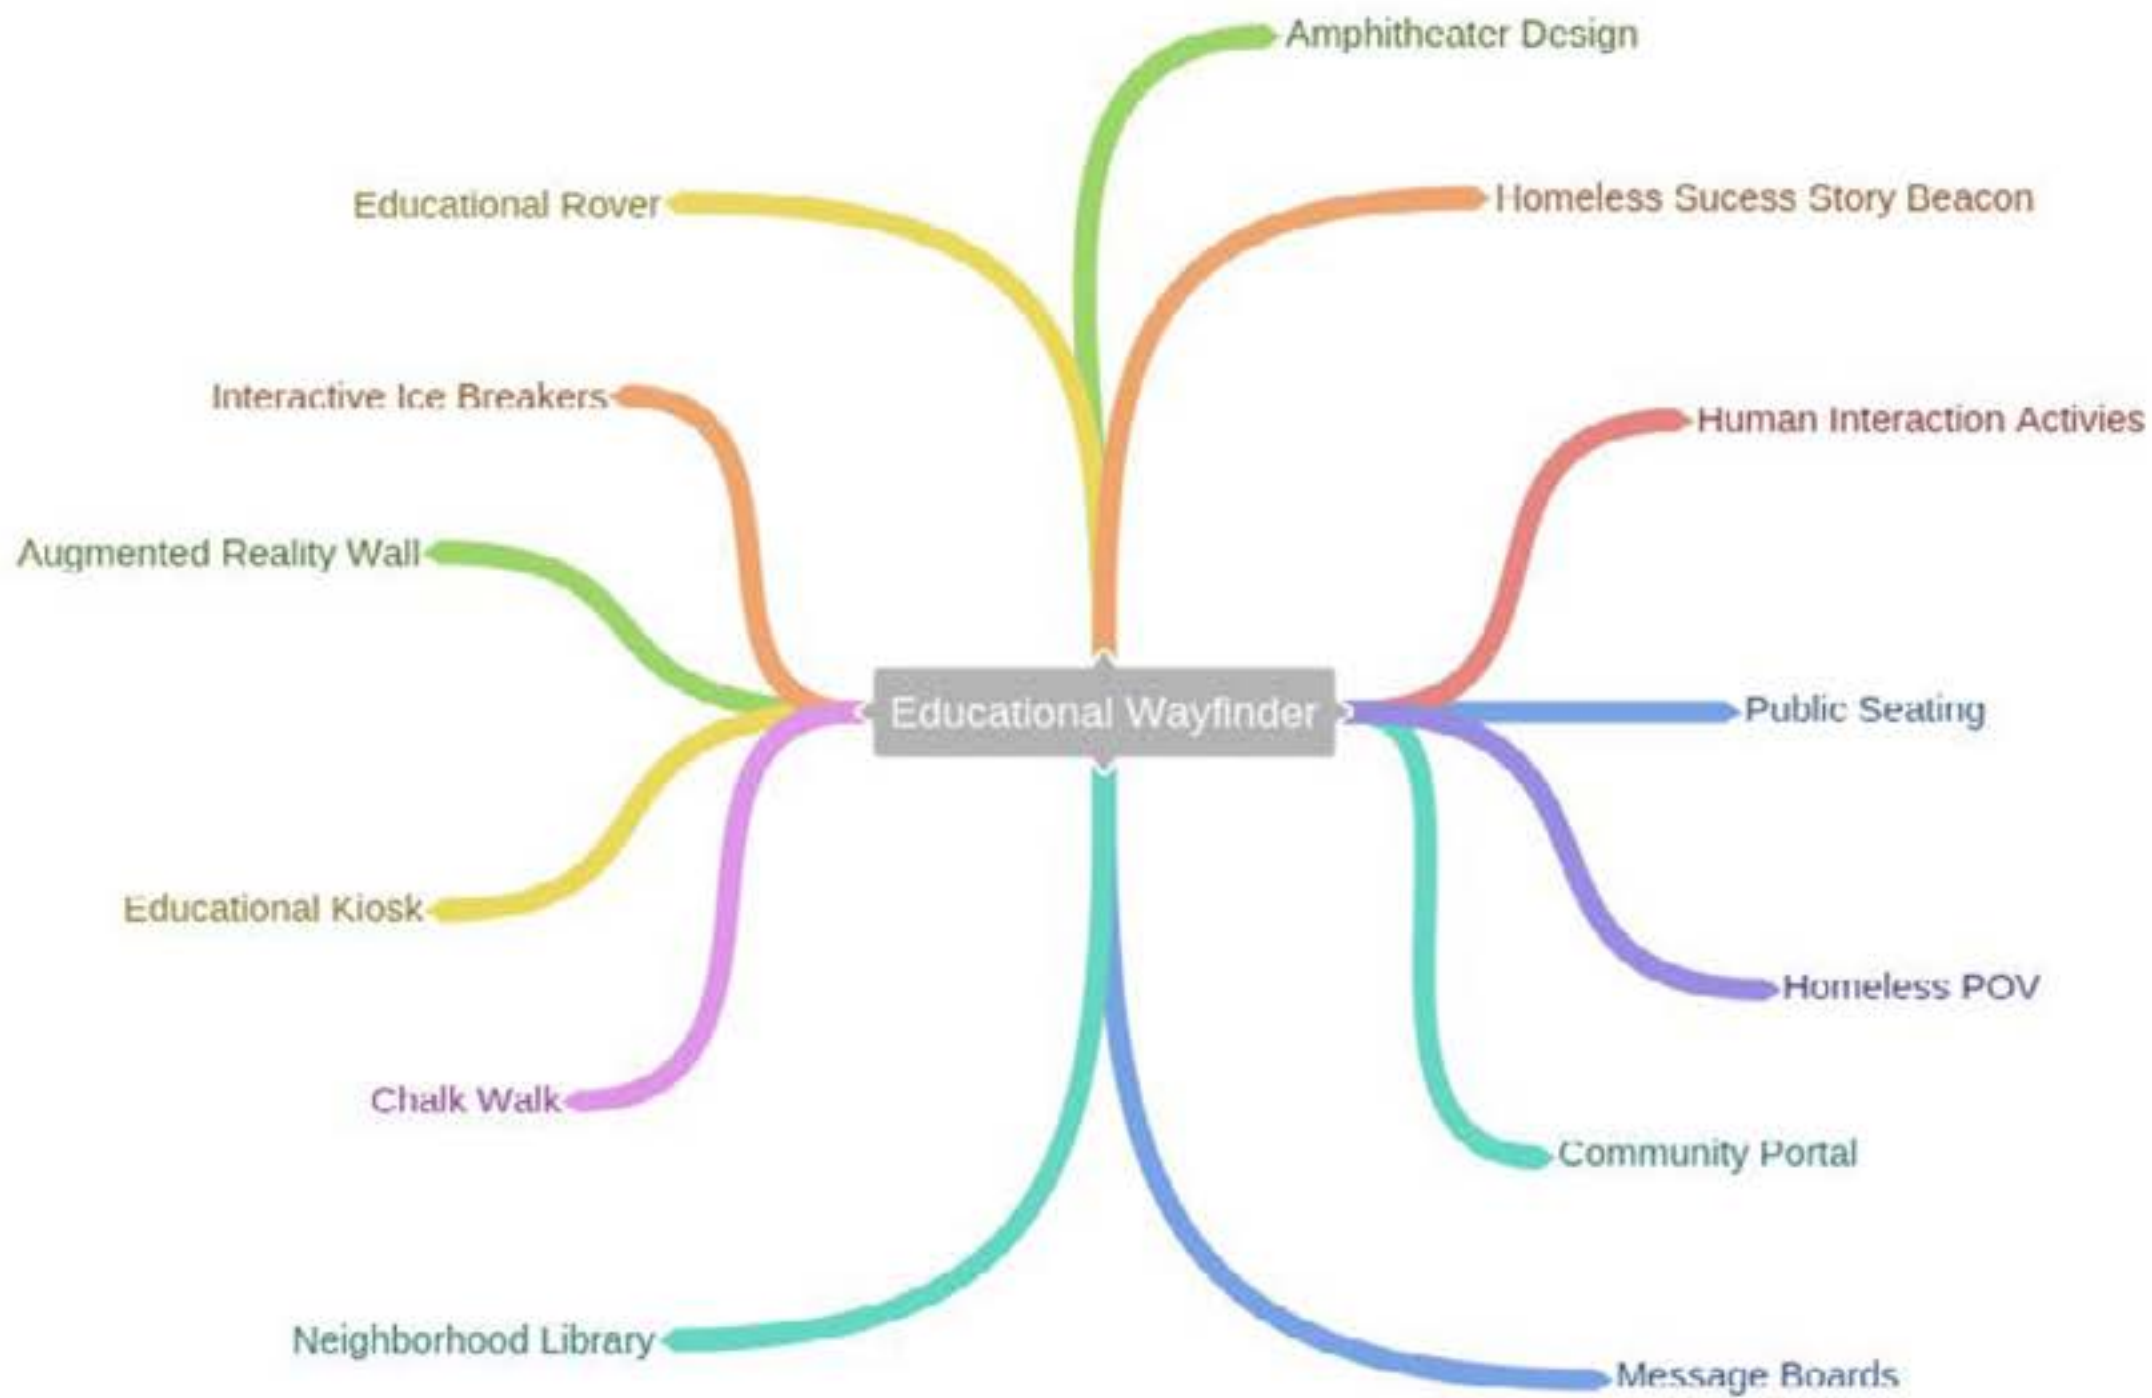 Amphitheater Design
Educational Rover
Homeless Sucess Story Beacon
Interactive Ice Breakers
Human Interaction Activies
Augmented Reality Wall
Educational Wayfinder
Public Seating
Educational Kiosk
Homeless POV
Chalk Walk
Community Portal
Neighborhood Library
Message Boards